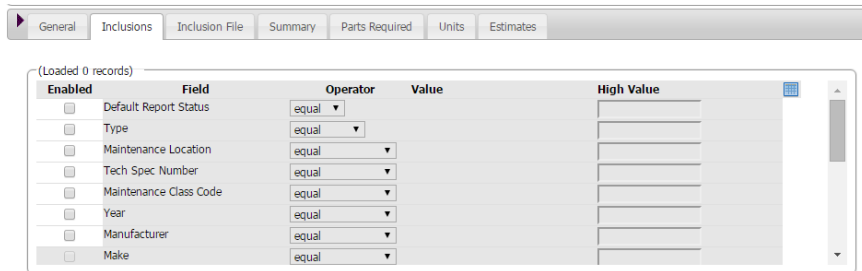 General Inclusions Inclusion File Summary Parts Required Units Estimates
(Loaded 0 records)
Enabled Field Operator Value High Value
Default Report Status equal
Type equal
Maintenance Location equal
Tech Spec Number equal
Maintenance Class Code equal
Year equal
Manufacturer equal
Make equal